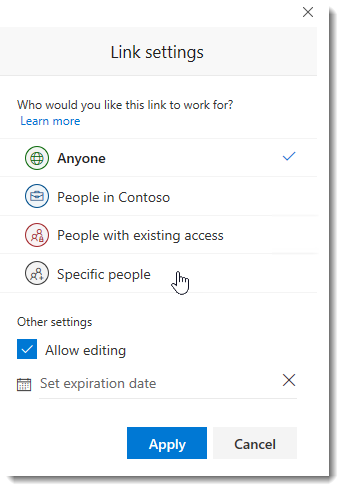 Link settings
Who would you like this link to work for?
Learn more
Anyone
People in Contoso
People with existing access
Specific people
Other settings
Allow editing
Set expiration date
Apply
Cancel